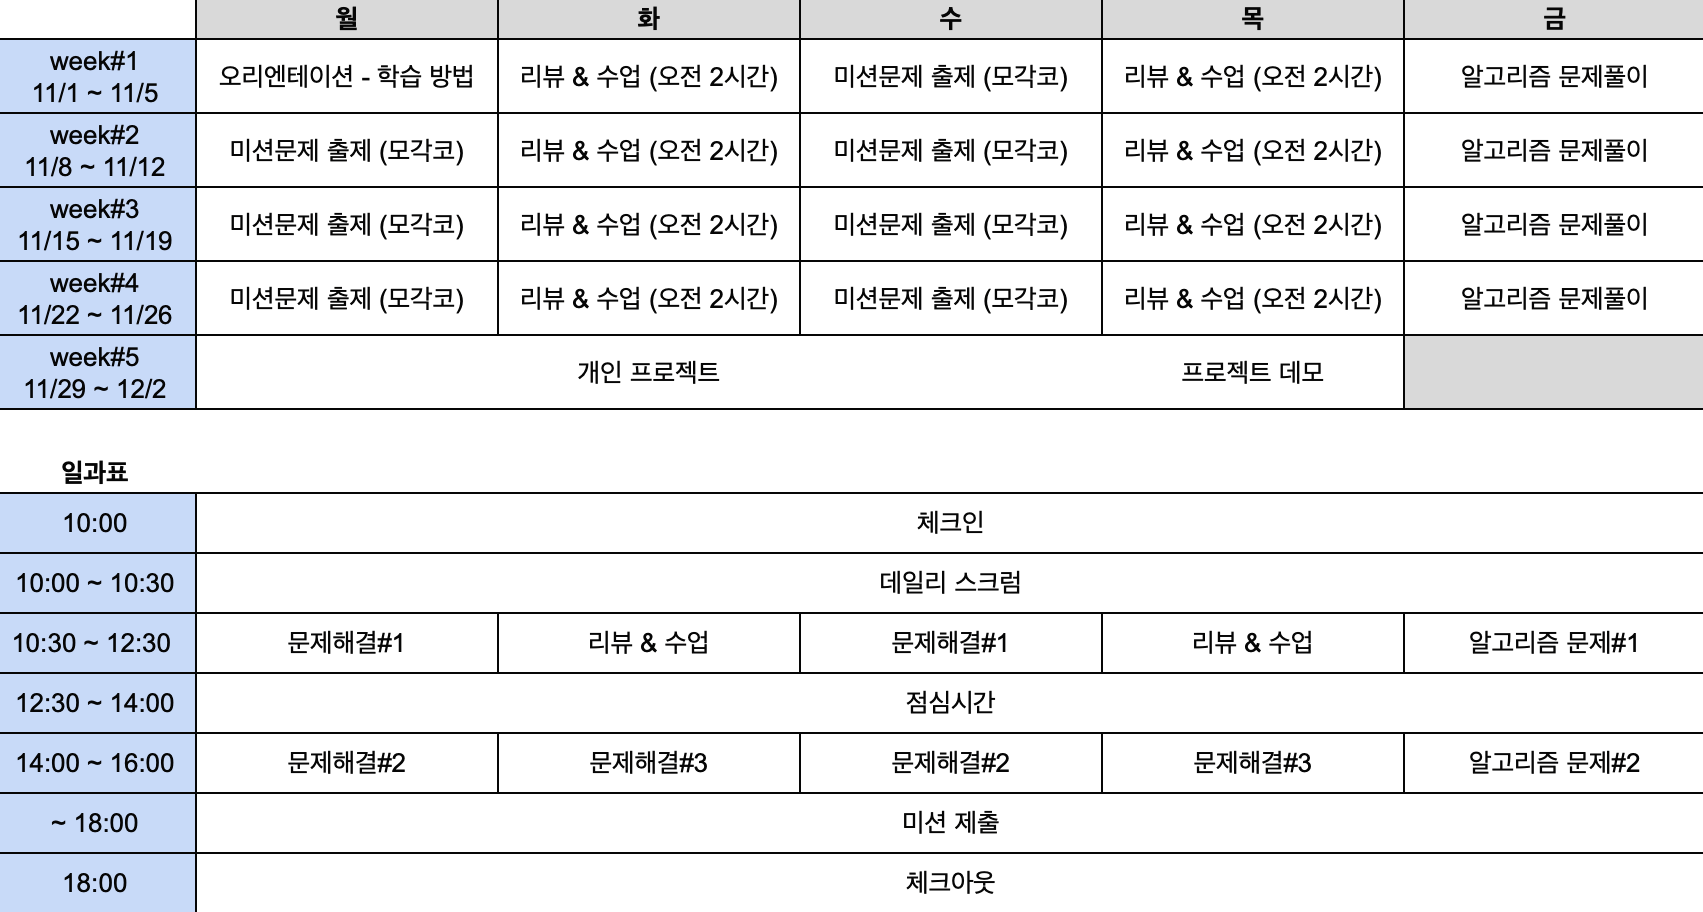 월 화 수 목 금
week#1
11/1 ~ 11/5
오리엔테이션 - 학습 방법 리뷰 & 수업 (오전 2시간) 미션문제 출제 (모각코) 리뷰 & 수업 (오전 2시간) 알고리즘 문제풀이
week#2
11/8 ~ 11/12
미션문제 출제 (모각코) 리뷰 & 수업 (오전 2시간) 미션문제 출제 (모각코) 리뷰 & 수업 (오전 2시간) 알고리즘 문제풀이
week#3
11/15 ~ 11/19
미션문제 출제 (모각코) 리뷰 & 수업 (오전 2시간) 미션문제 출제 (모각코) 리뷰 & 수업 (오전 2시간) 알고리즘 문제풀이
week#4
11/22 ~ 11/26
미션문제 출제 (모각코) 리뷰 & 수업 (오전 2시간) 미션문제 출제 (모각코) 리뷰 & 수업 (오전 2시간) 알고리즘 문제풀이
week#5
11/29 ~ 12/2
개인 프로젝트 프로젝트 데모
일과표
10:00 체크인
10:00 ~ 10:30 데일리 스크럼
10:30 ~ 12:30 문제해결#1 리뷰 & 수업 문제해결#1 리뷰 & 수업 알고리즘 문제#1
12:30 ~ 14:00 점심시간
14:00 ~ 16:00 문제해결#2 문제해결#3 문제해결#2 문제해결#3 알고리즘 문제#2
~ 18:00 미션 제출
18:00 체크아웃